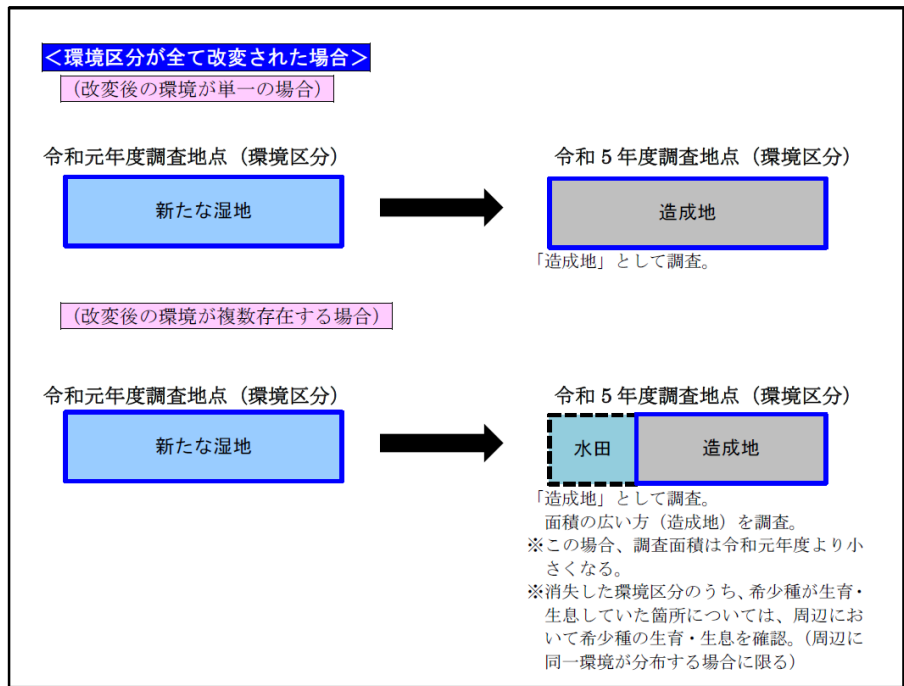 ＜環境区分が全て改変された場合＞
（改変後の環境が単一の場合）
令和元年度調査地点（環境区分）
令和５年度調査地点（環境区分）
新たな湿地
造成地
「造成地」として調査。
（改変後の環境が複数存在する場合）
令和元年度調査地点（環境区分）
令和５年度調査地点（環境区分）
新たな湿地
水田
造成地
「造成地」として調査。
面積の広い方（造成地）を調査。
※この場合、調査面積は令和元年度より小
さくなる。
※消失した環境区分のうち、希少種が生育・
生息していた箇所については、周辺にお
いて希少種の生育・生息を確認。（周辺に
同一環境が分布する場合に限る）